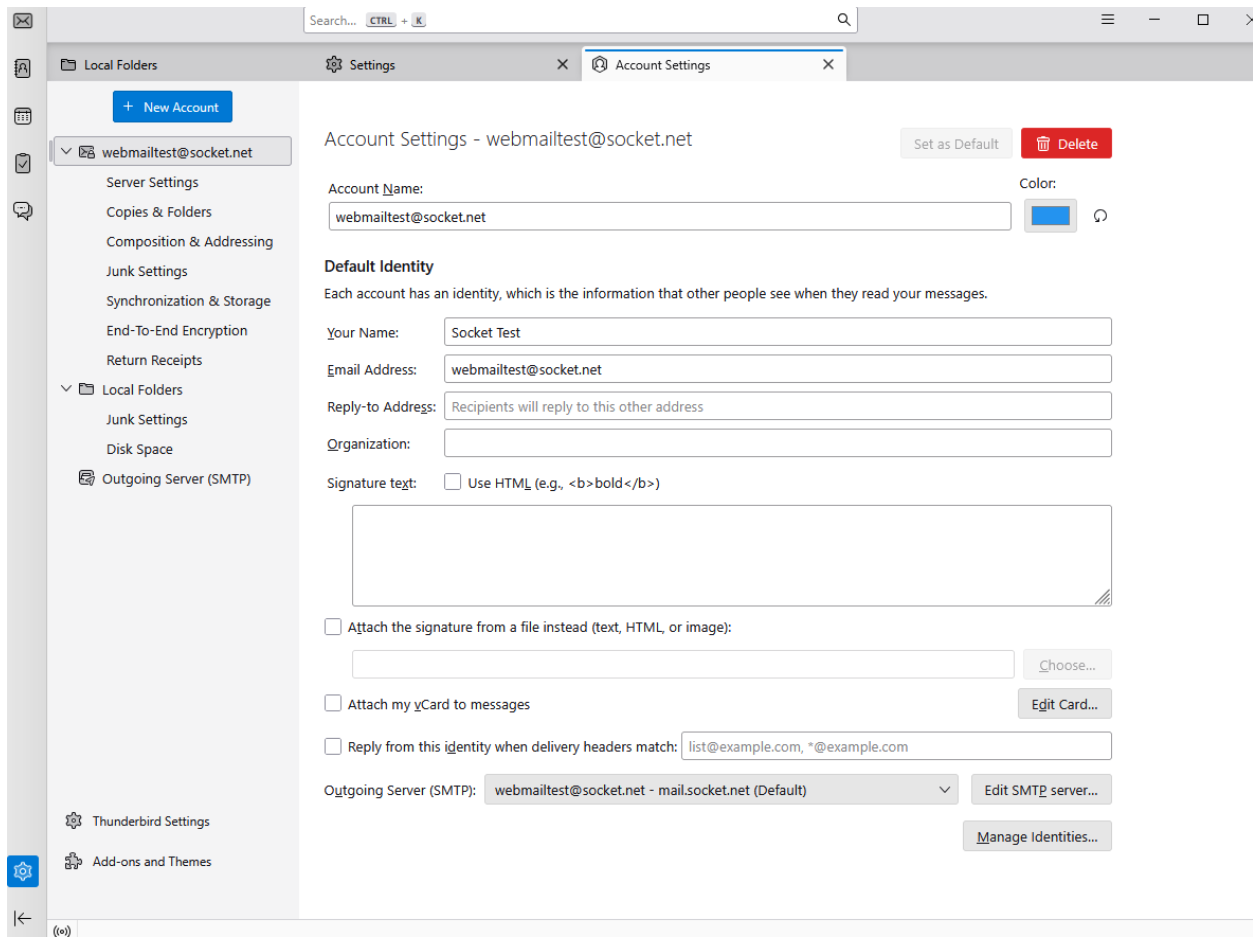 Search... CTRL + K
Local Folders
Settings
Account Settings
+ New Account
webmailtest@socket.net
Server Settings
Copies & Folders
Composition & Addressing
Junk Settings
Synchronization & Storage
End-To-End Encryption
Return Receipts
Local Folders
Junk Settings
Disk Space
Outgoing Server (SMTP)
Thunderbird Settings
Add-ons and Themes
Account Settings - webmailtest@socket.net
Set as Default
Delete
Account Name:
Color:
webmailtest@socket.net
Default Identity
Each account has an identity, which is the information that other people see when they read your messages.
Your Name: Socket Test
Email Address: webmailtest@socket.net
Reply-to Address: Recipients will reply to this other address
Organization:
Signature text: Use HTML (e.g., <b>bold</b>)
Attach the signature from a file instead (text, HTML, or image):
Choose...
Attach my vCard to messages
Edit Card...
Reply from this identity when delivery headers match: list@example.com, *@example.com
Outgoing Server (SMTP): webmailtest@socket.net - mail.socket.net (Default) Edit SMTP server...
Manage Identities...